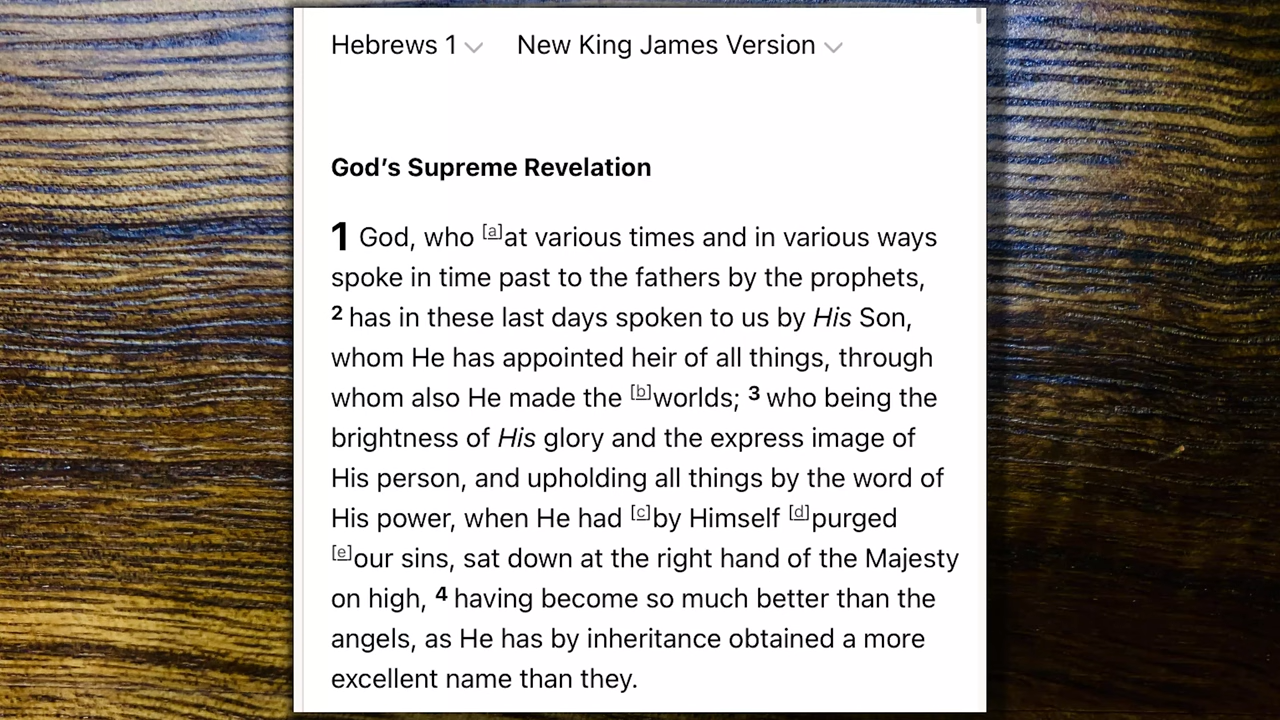 Hebrews 1 New King James Version
God’s Supreme Revelation
1 God, who [a]at various times and in various ways
spoke in time past to the fathers by the prophets,
2 has in these last days spoken to us by His Son,
whom He has appointed heir of all things, through
whom also He made the [b]worlds; 3 who being the
brightness of His glory and the express image of
His person, and upholding all things by the word of
His power, when He had [c]by Himself [d]purged
[e]our sins, sat down at the right hand of the Majesty
on high, 4 having become so much better than the
angels, as He has by inheritance obtained a more
excellent name than they.